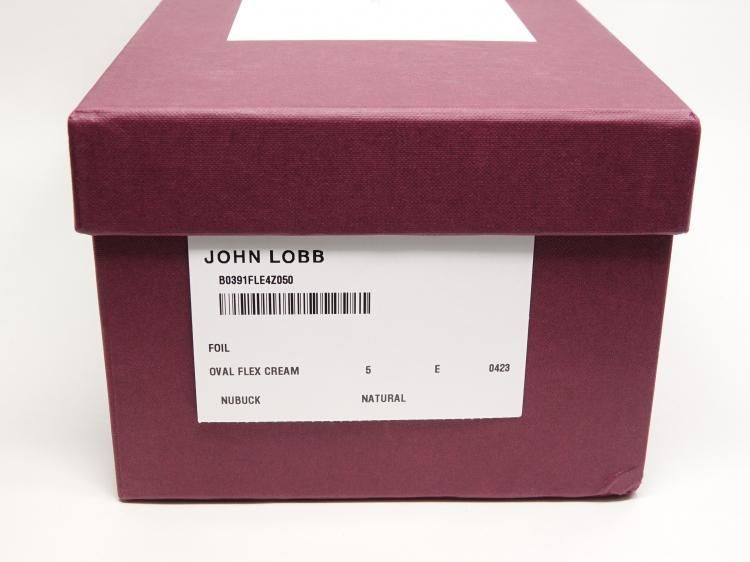 JOHN LOBB
B0391FLE4Z050
FOIL
OVAL FLEX CREAM 5 E 0423
NUBUCK NATURAL